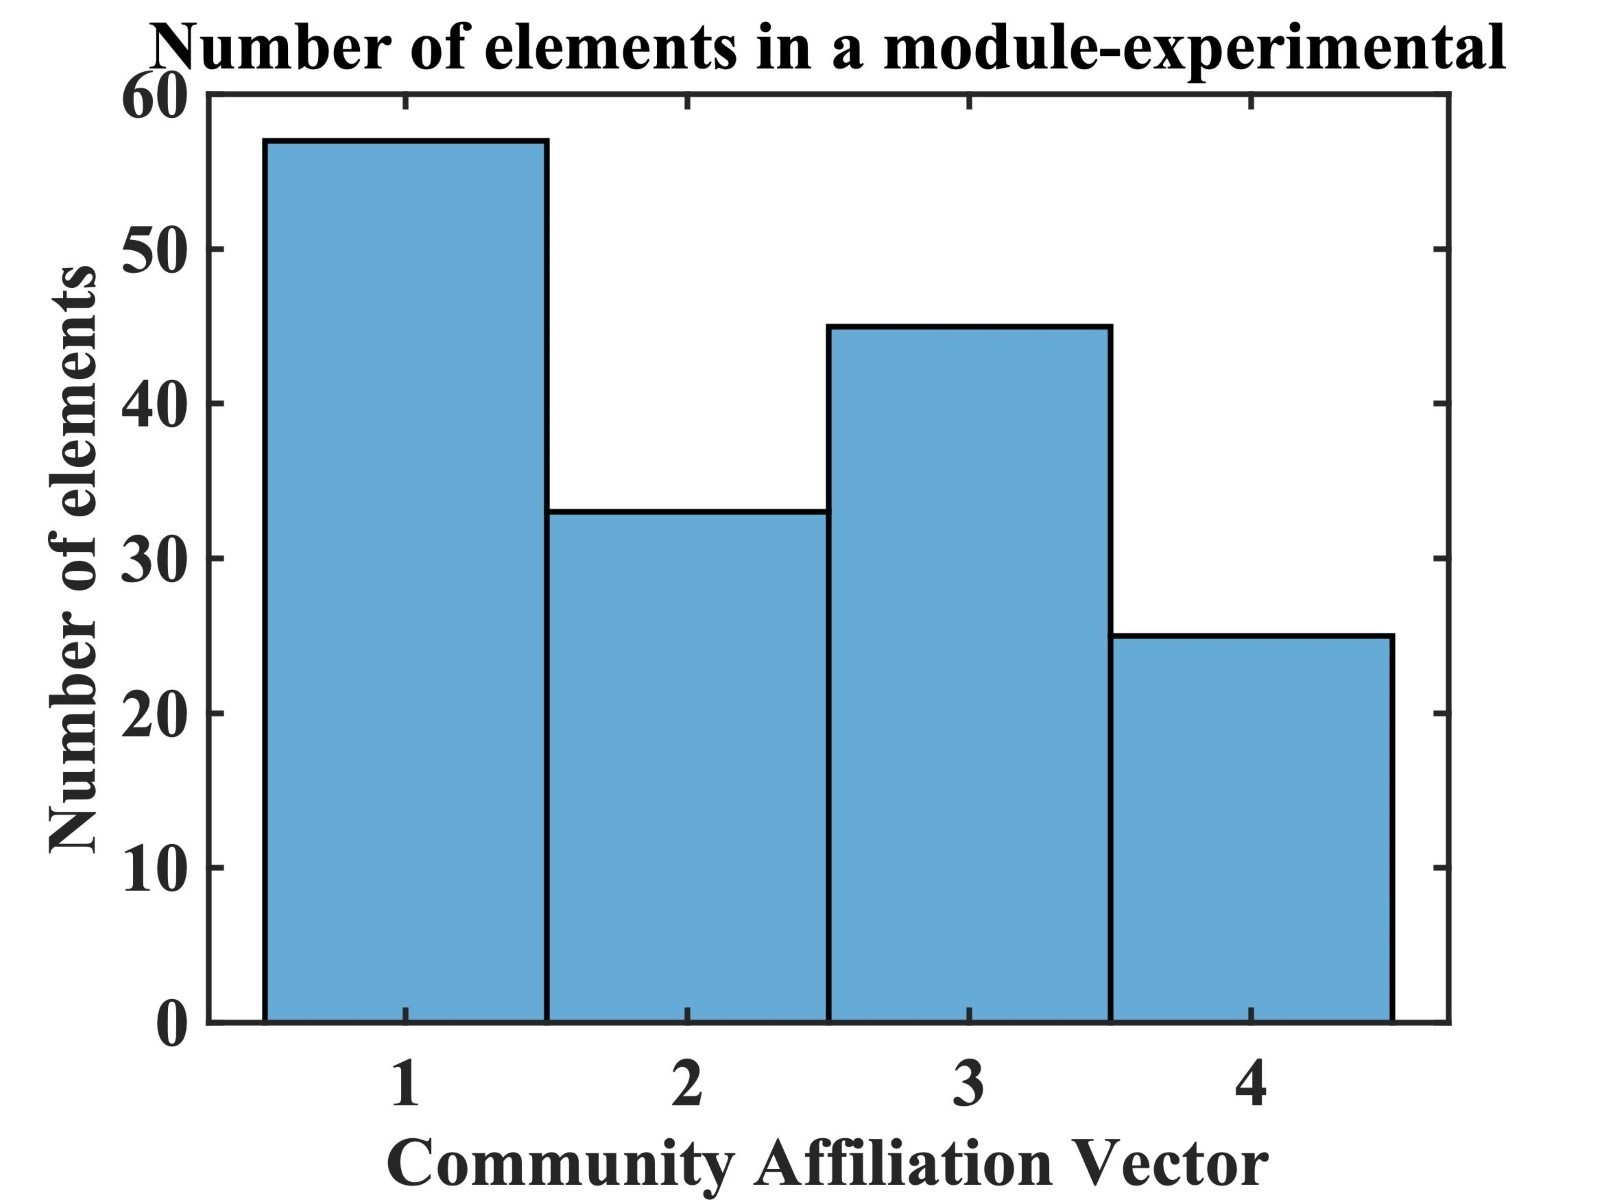 Number of elements in a module-experimental
60
50
40
30
20
10
0
Number of elements
1 2 3 4
Community Affiliation Vector